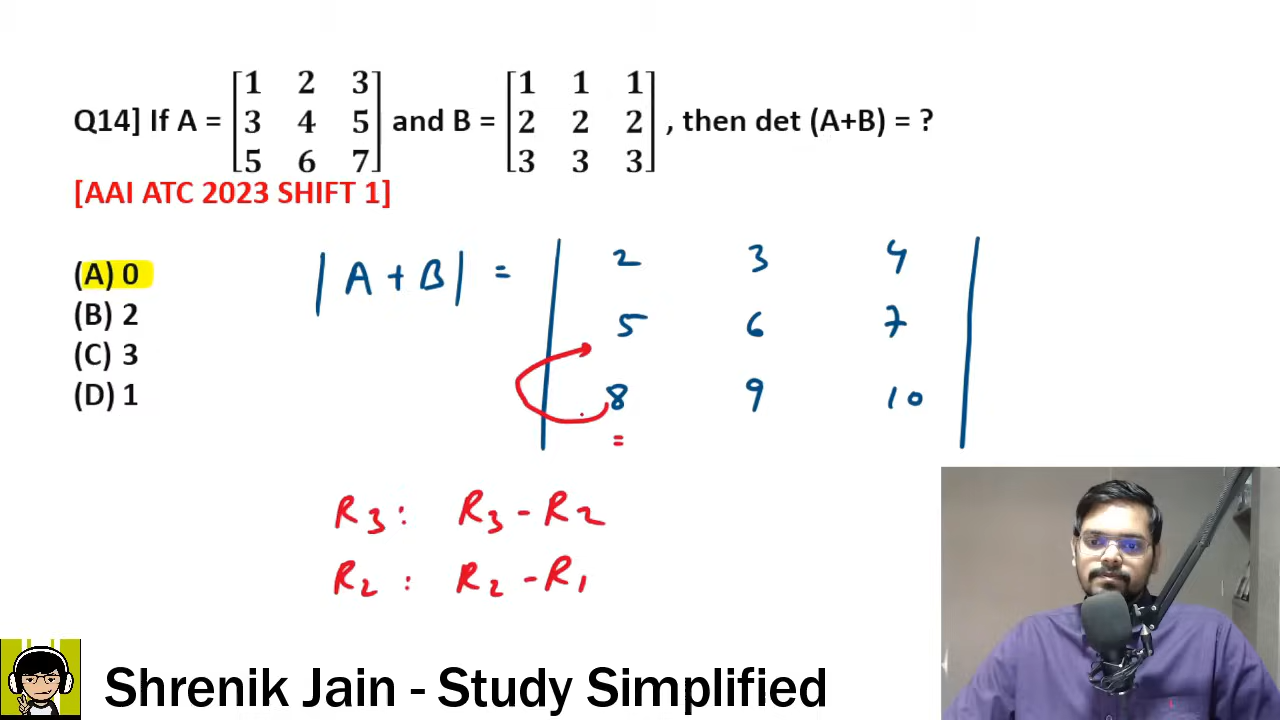 Q14] If A = [1 2 3; 3 4 5; 5 6 7] and B = [1 1 1; 2 2 2; 3 3 3], then det (A+B) = ?
[AAI ATC 2023 SHIFT 1]
(A) 0
(B) 2
(C) 3
(D) 1
|A + B| =
2 3 4
5 6 7
8 9 10
=
R3: R3 - R2
R2: R2 - R1
Shrenik Jain - Study Simplified